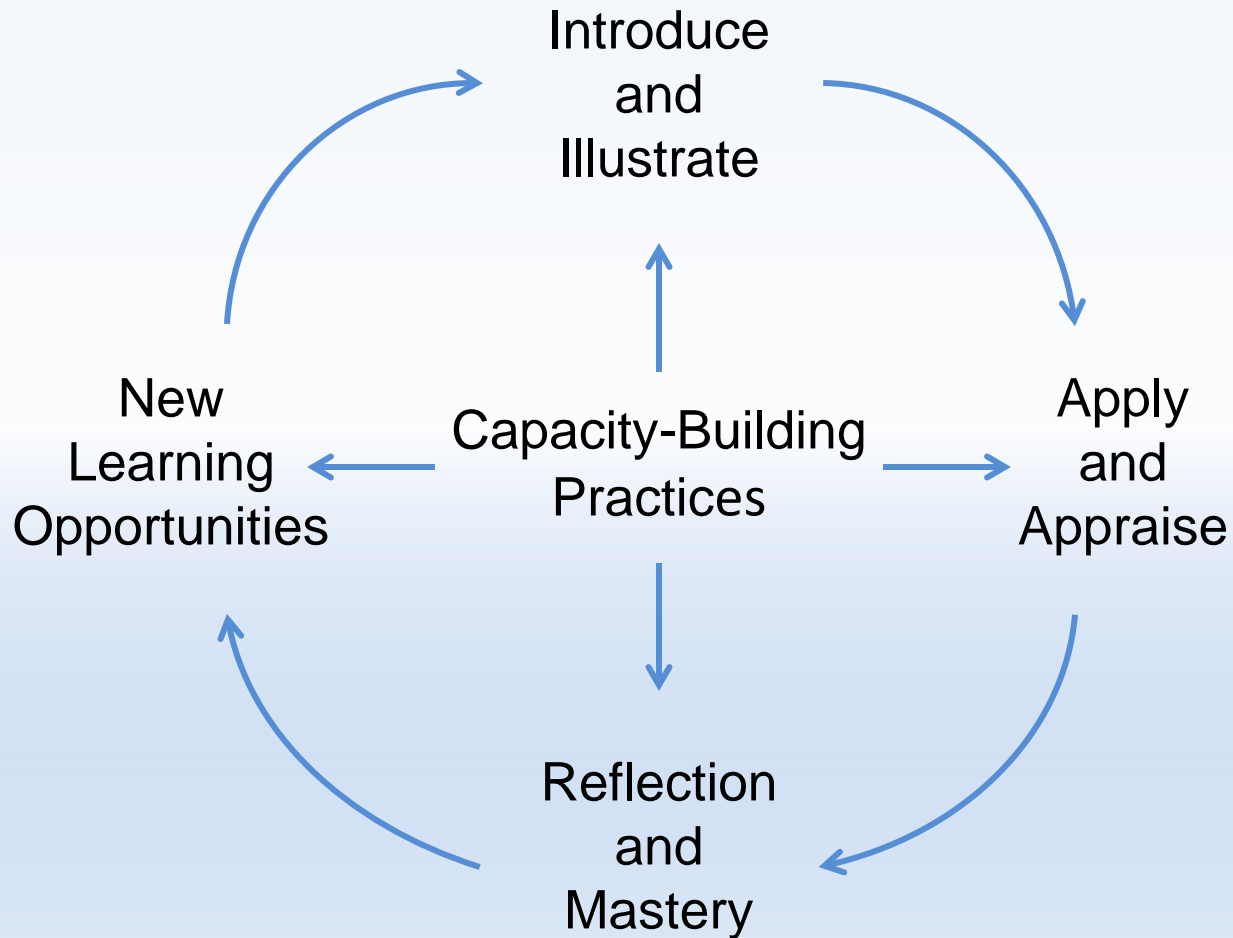 Introduce
and
Illustrate
New
Learning
Opportunities
Capacity-Building
Practices
Apply
and
Appraise
Reflection
and
Mastery